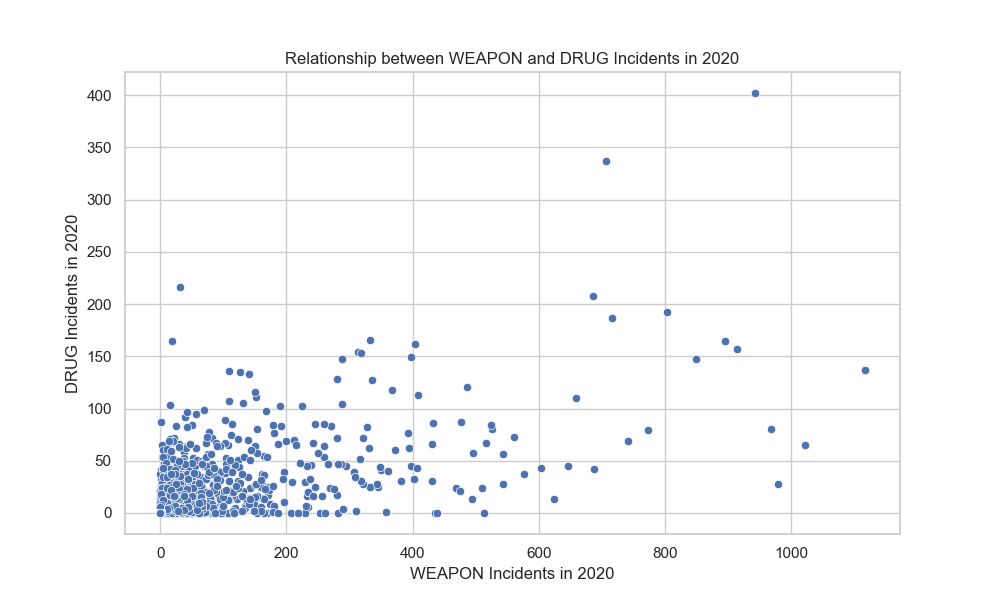 Relationship between WEAPON and DRUG Incidents in 2020
400
350
300
250
200
150
100
50
0
DRUG Incidents in 2020
0 200 400 600 800 1000
WEAPON Incidents in 2020